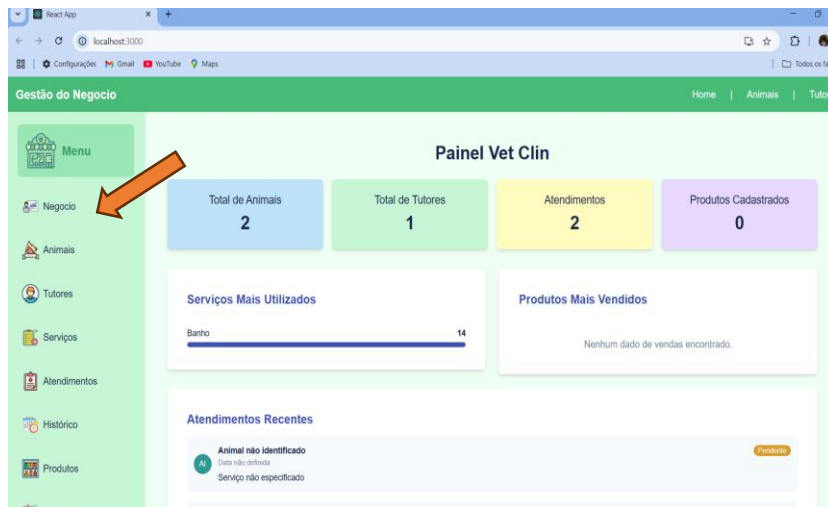 React App
localhost:3000
Configurações Gmail YouTube Maps
Todos os fa
Gestão do Negocio
Home | Animais | Tutor
Menu
Negocio
Animais
Tutores
Serviços
Atendimentos
Histórico
Produtos
Painel Vet Clin
Total de Animais
2
Total de Tutores
1
Atendimentos
2
Produtos Cadastrados
0
Serviços Mais Utilizados
Banho 14
Produtos Mais Vendidos
Nenhum dado de vendas encontrado.
Atendimentos Recentes
AI
Animal não identificado
Data não definida
Serviço não especificado
Pendente